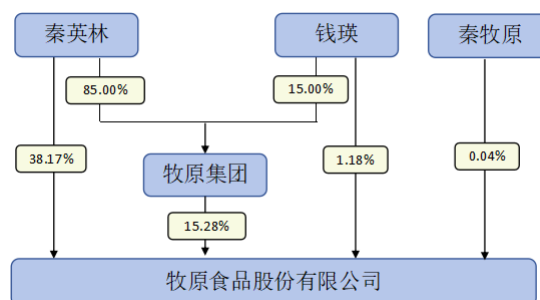 秦英林
钱瑛
秦牧原
85.00%
15.00%
38.17%
牧原集团
1.18%
0.04%
15.28%
牧原食品股份有限公司